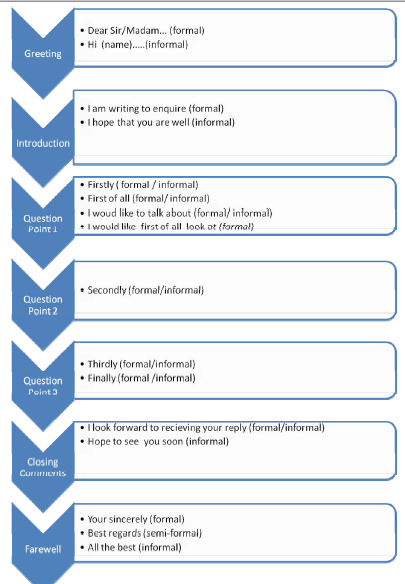 Greeting
• Dear Sir/Madam... (formal)
• Hi (name).....(informal)
Introduction
• I am writing to enquire (formal)
• I hope that you are well (informal)
Question
Point 1
• Firstly ( formal / informal)
• First of all (formal/ informal)
• I woud like to talk about (formal/ informal)
• I would like first of all look at (formal)
Question
Point 2
• Secondly (formal/informal)
Question
Point 3
• Thirdly (formal/informal)
• Finally (formal /informal)
Closing
Comments
• I look forward to recieving your reply (formal/informal)
• Hope to see you soon (informal)
Farewell
• Your sincerely (formal)
• Best regards (semi-formal)
• All the best (informal)